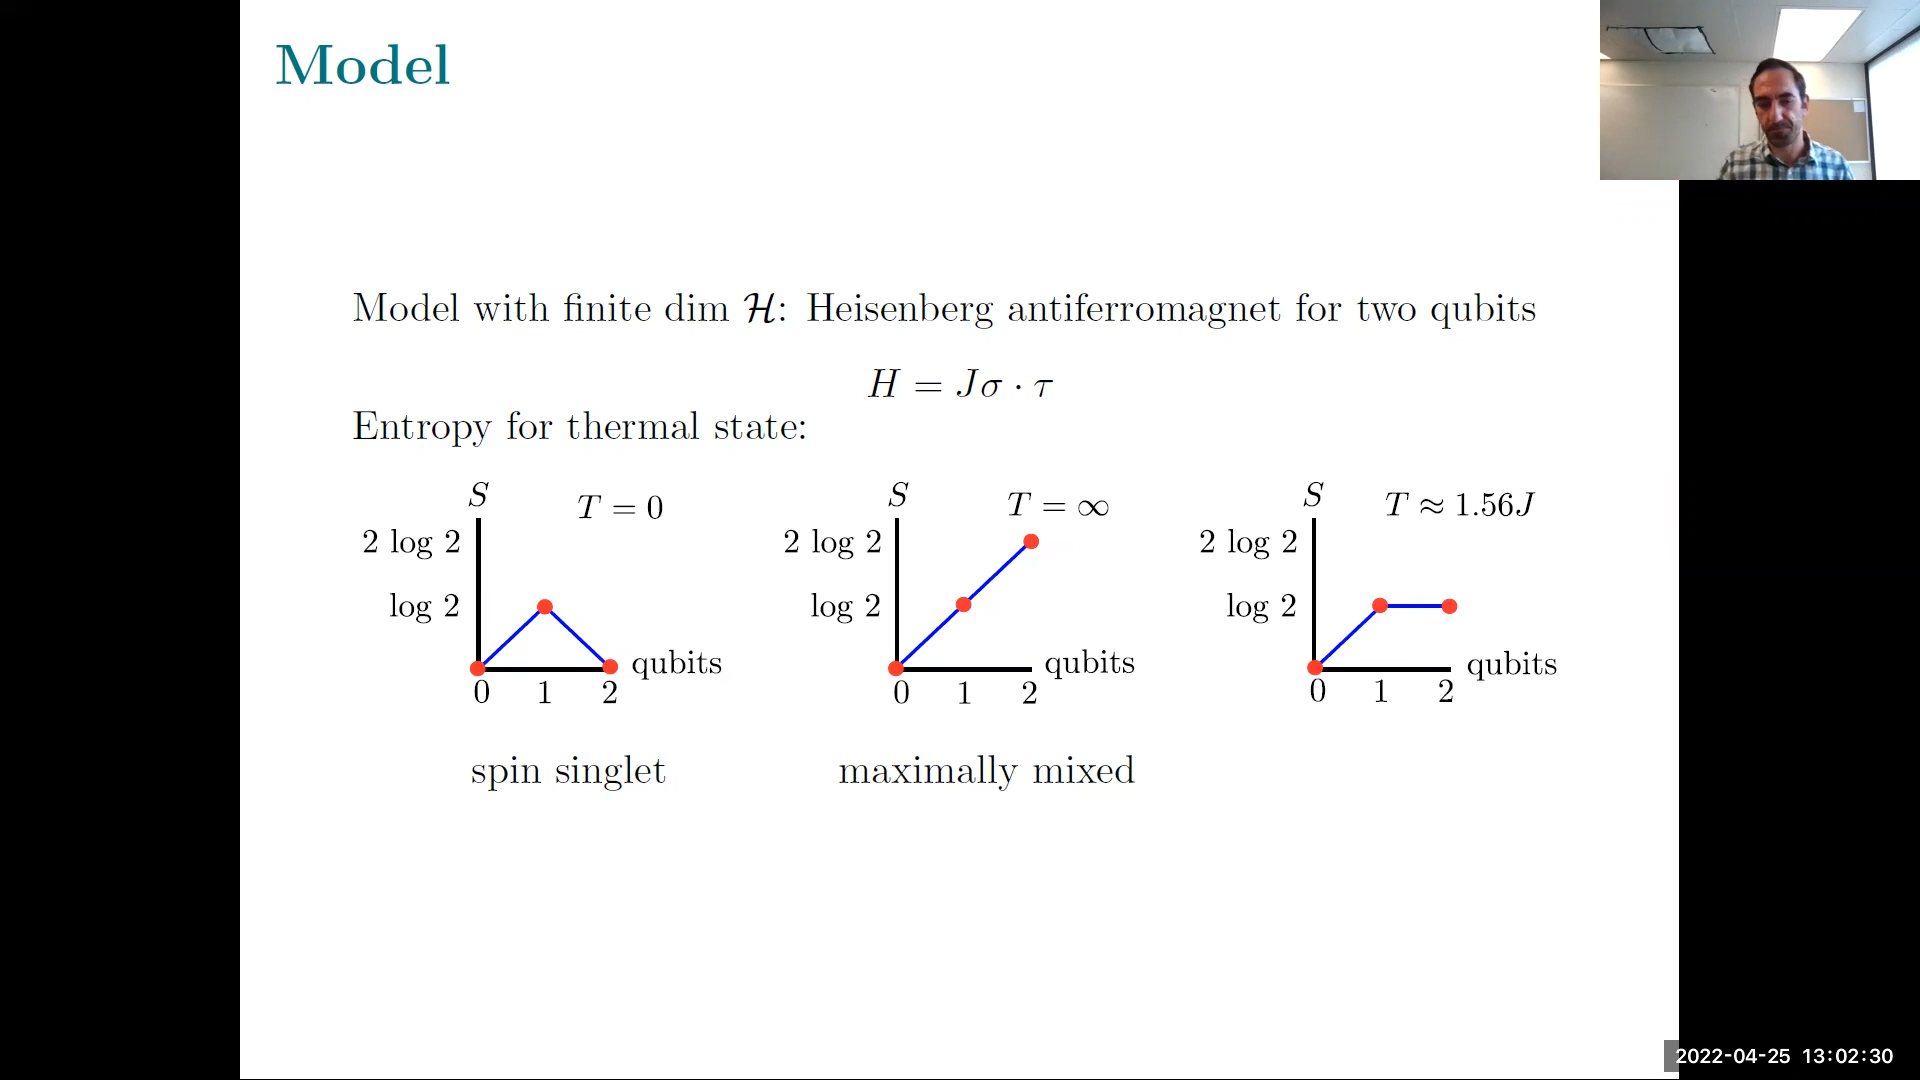 Model
Model with finite dim ℋ: Heisenberg antiferromagnet for two qubits
H = Jσ · τ
Entropy for thermal state:
S
T = 0
2 log 2
log 2
qubits
0 1 2
spin singlet
S
T = ∞
2 log 2
log 2
qubits
0 1 2
maximally mixed
S
T ≈ 1.56J
2 log 2
log 2
qubits
0 1 2
2022-04-25 13:02:30